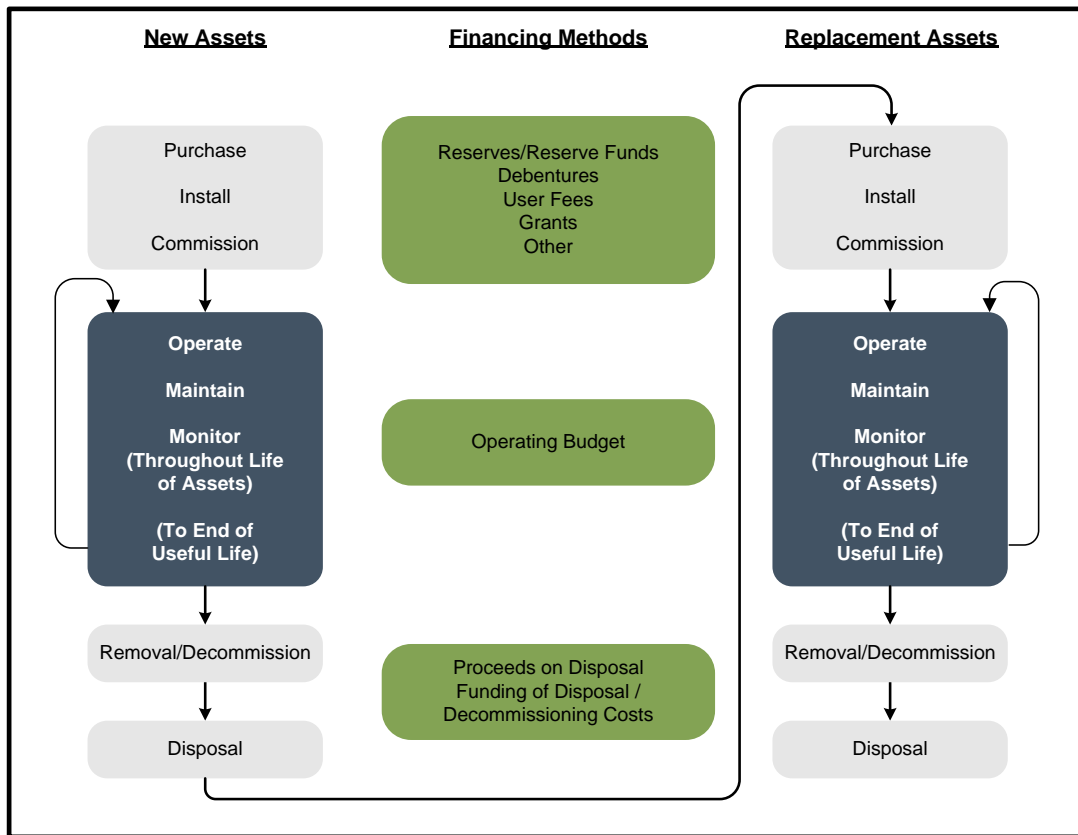 New Assets
Purchase
Install
Commission
Operate
Maintain
Monitor
(Throughout Life
of Assets)
(To End of
Useful Life)
Removal/Decommission
Disposal
Financing Methods
Reserves/Reserve Funds
Debentures
User Fees
Grants
Other
Operating Budget
Proceeds on Disposal
Funding of Disposal /
Decommissioning Costs
Replacement Assets
Purchase
Install
Commission
Operate
Maintain
Monitor
(Throughout Life
of Assets)
(To End of
Useful Life)
Removal/Decommission
Disposal